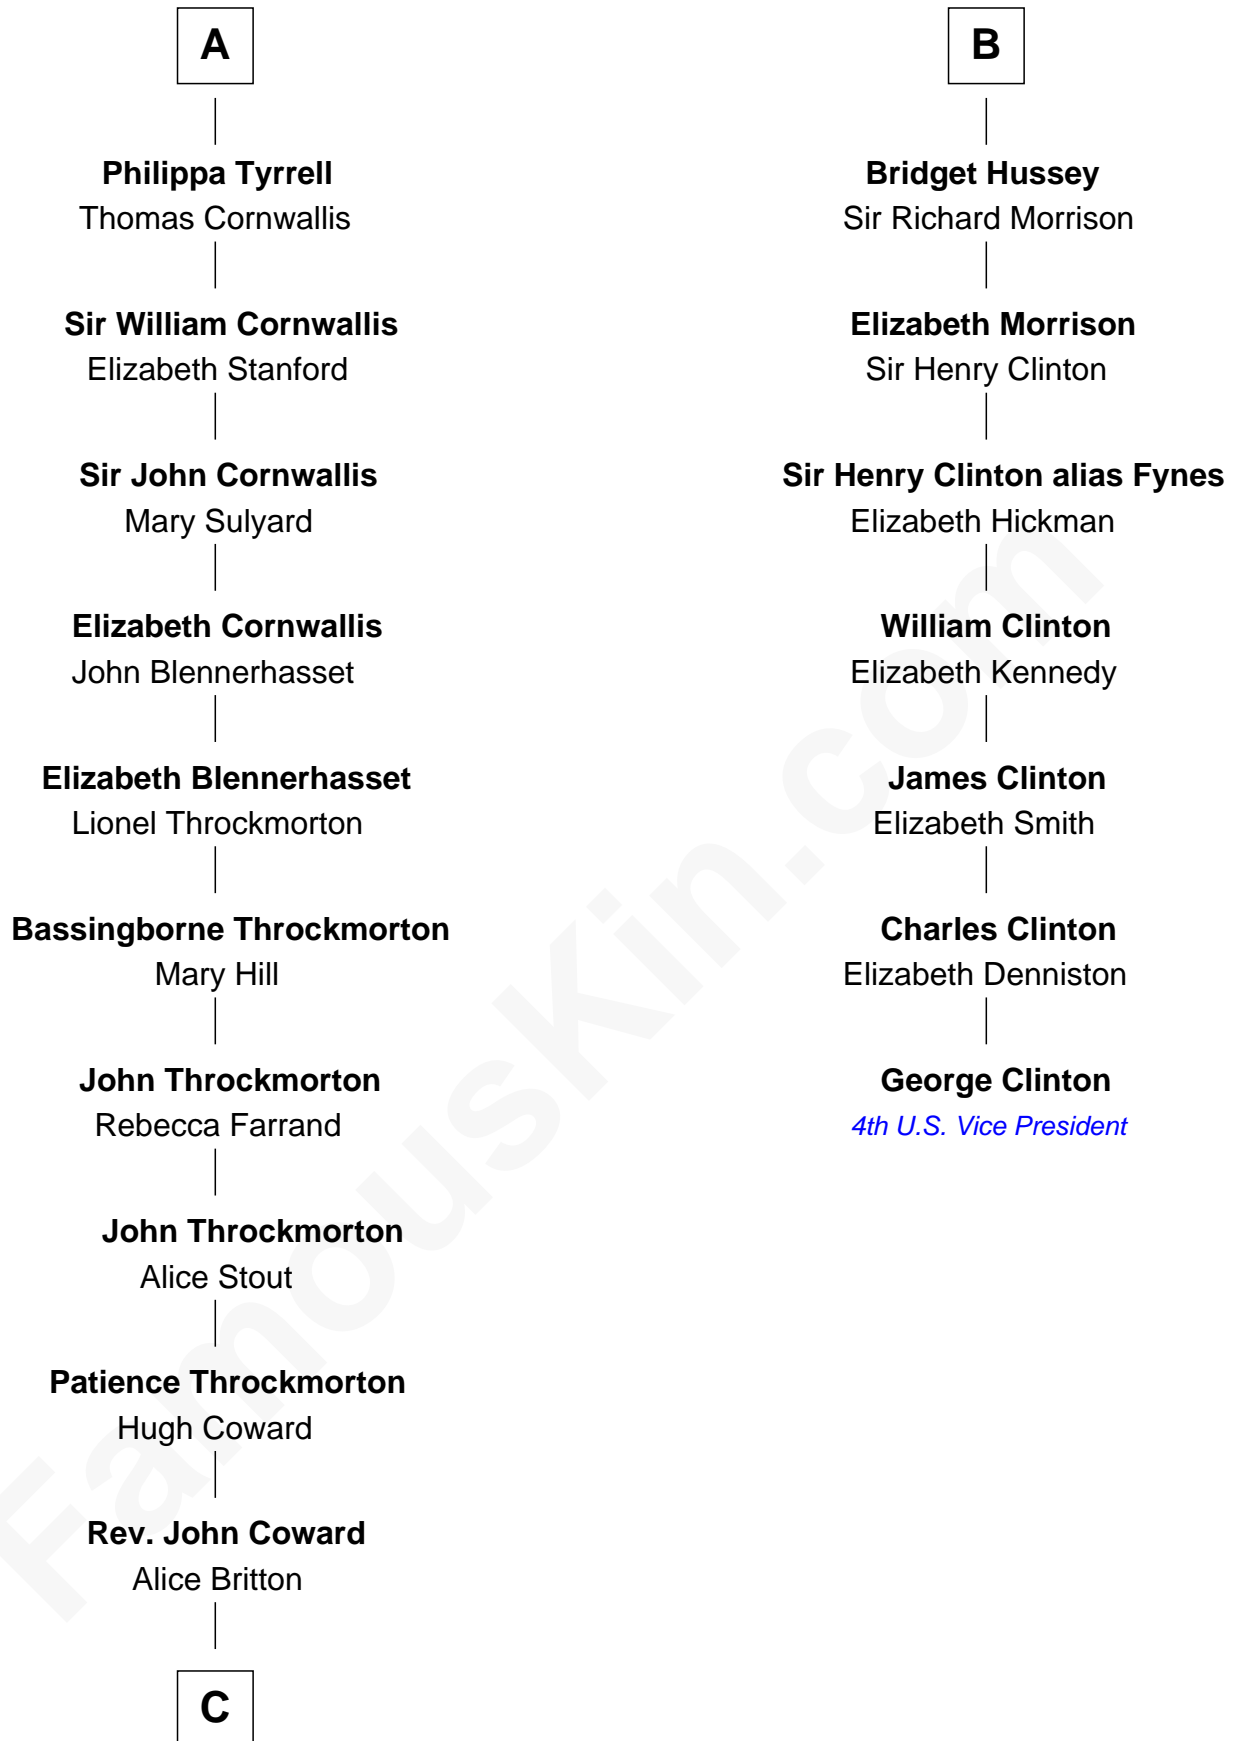 A
Philippa Tyrrell
Thomas Cornwallis
Sir William Cornwallis
Elizabeth Stanford
Sir John Cornwallis
Mary Sulyard
Elizabeth Cornwallis
John Blennerhasset
Elizabeth Blennerhasset
Lionel Throckmorton
Bassingborne Throckmorton
Mary Hill
John Throckmorton
Rebecca Farrand
John Throckmorton
Alice Stout
Patience Throckmorton
Hugh Coward
Rev. John Coward
Alice Britton
C
B
Bridget Hussey
Sir Richard Morrison
Elizabeth Morrison
Sir Henry Clinton
Sir Henry Clinton alias Fynes
Elizabeth Hickman
William Clinton
Elizabeth Kennedy
James Clinton
Elizabeth Smith
Charles Clinton
Elizabeth Denniston
George Clinton
4th U.S. Vice President
FamousKin.com